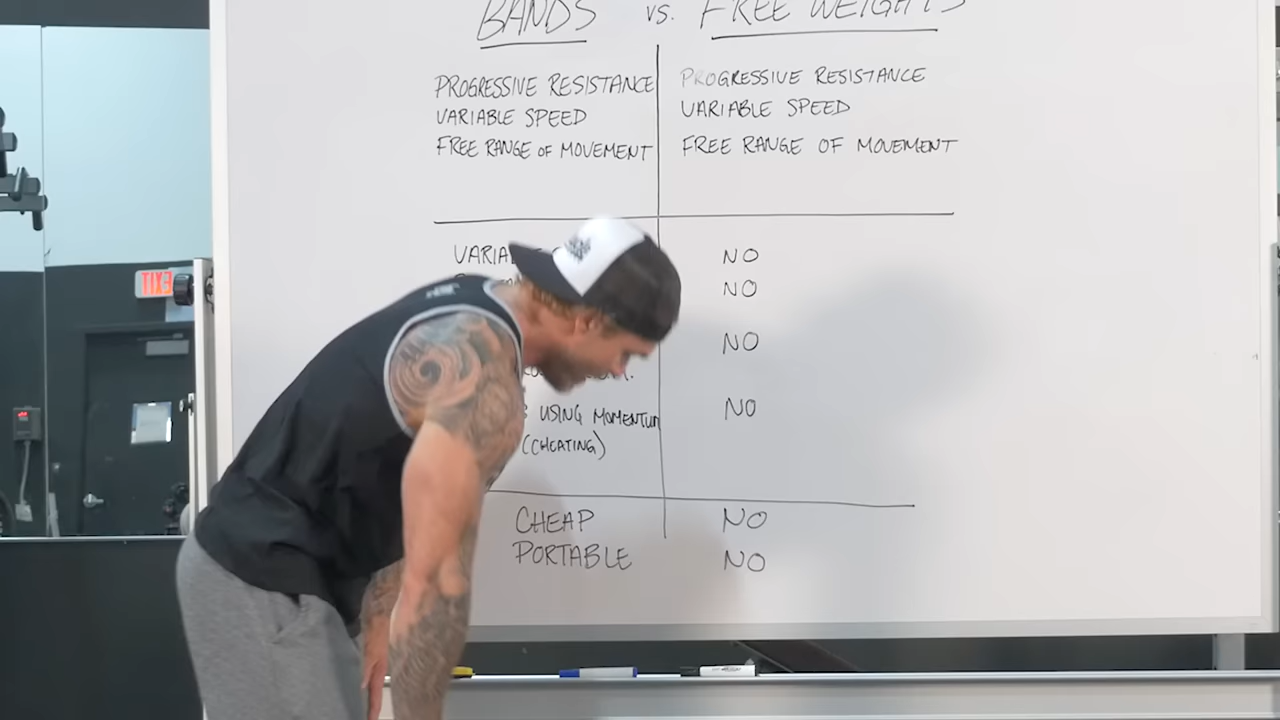 BANDS vs. FREE WEIGHTS
PROGRESSIVE RESISTANCE PROGRESSIVE RESISTANCE
VARIABLE SPEED VARIABLE SPEED
FREE RANGE OF MOVEMENT FREE RANGE OF MOVEMENT
NO
NO
NO
USING MOMENTUM NO
(CHEATING)
CHEAP NO
PORTABLE NO
EXIT